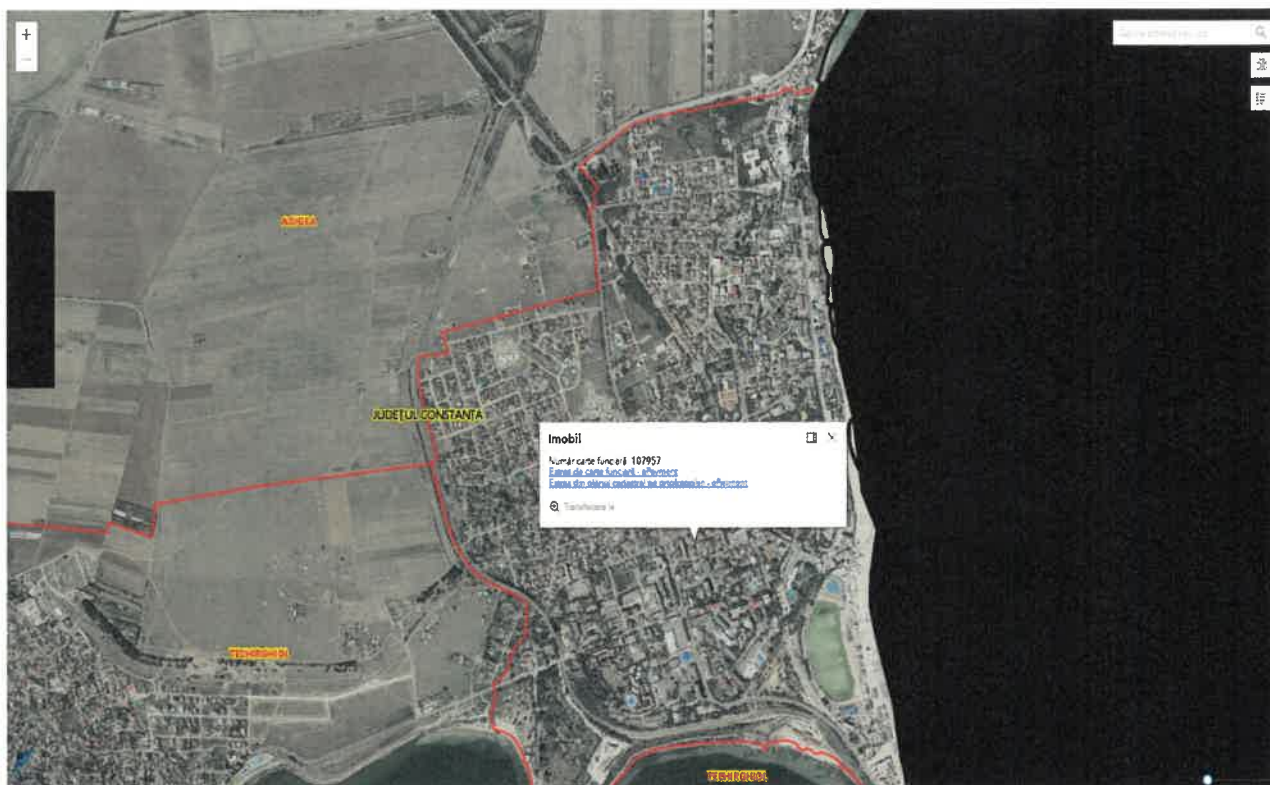 +
AGIGEA
JUDEȚUL CONSTANȚA
Imobil
Număr carte funciară 107957
Extras de carte funciară - ePayment
Extras din planul cadastral pe ortofotoplan - ePayment
TECHIRGHIOL
TECHIRGHIOL